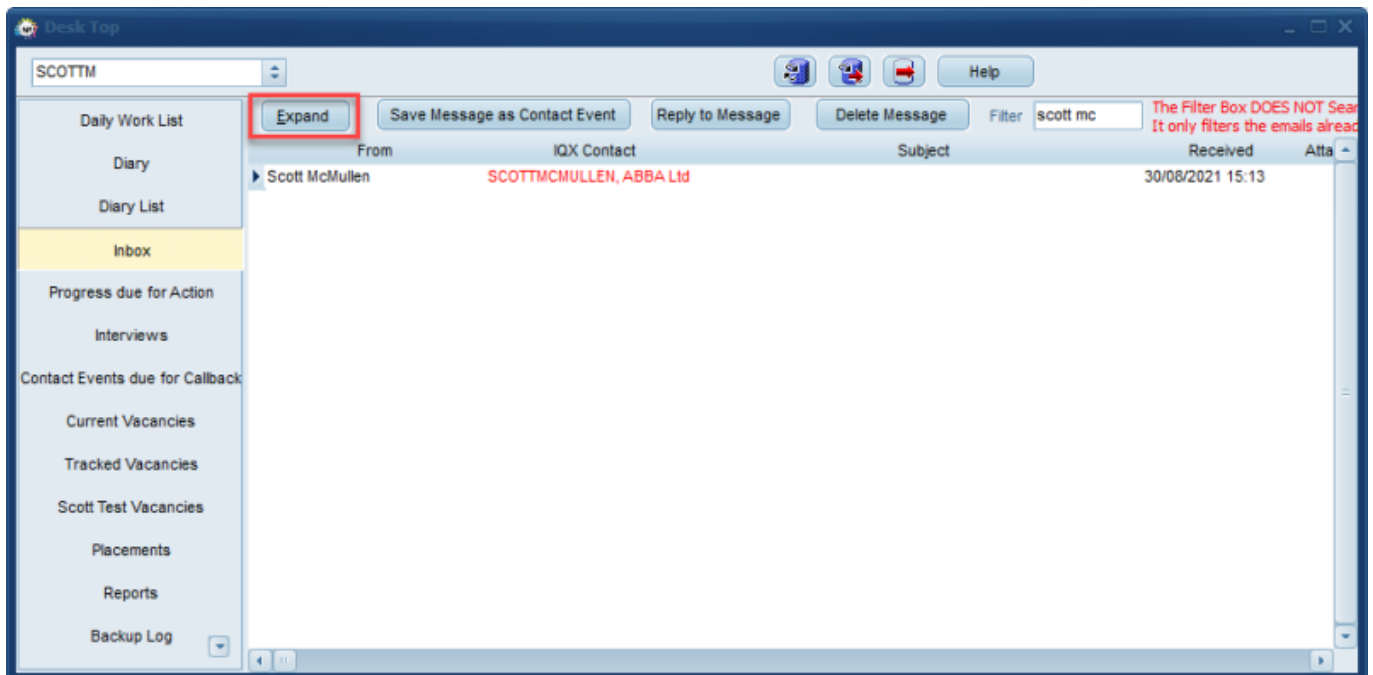 Desk Top
SCOTTM
Help
Expand Save Message as Contact Event Reply to Message Delete Message Filter scott mc The Filter Box DOES NOT Sear
It only filters the emails alread
From IQX Contact Subject Received Atta
Scott McMullen SCOTTMCMULLEN, ABBA Ltd 30/08/2021 15:13
Daily Work List
Diary
Diary List
Inbox
Progress due for Action
Interviews
Contact Events due for Callback
Current Vacancies
Tracked Vacancies
Scott Test Vacancies
Placements
Reports
Backup Log